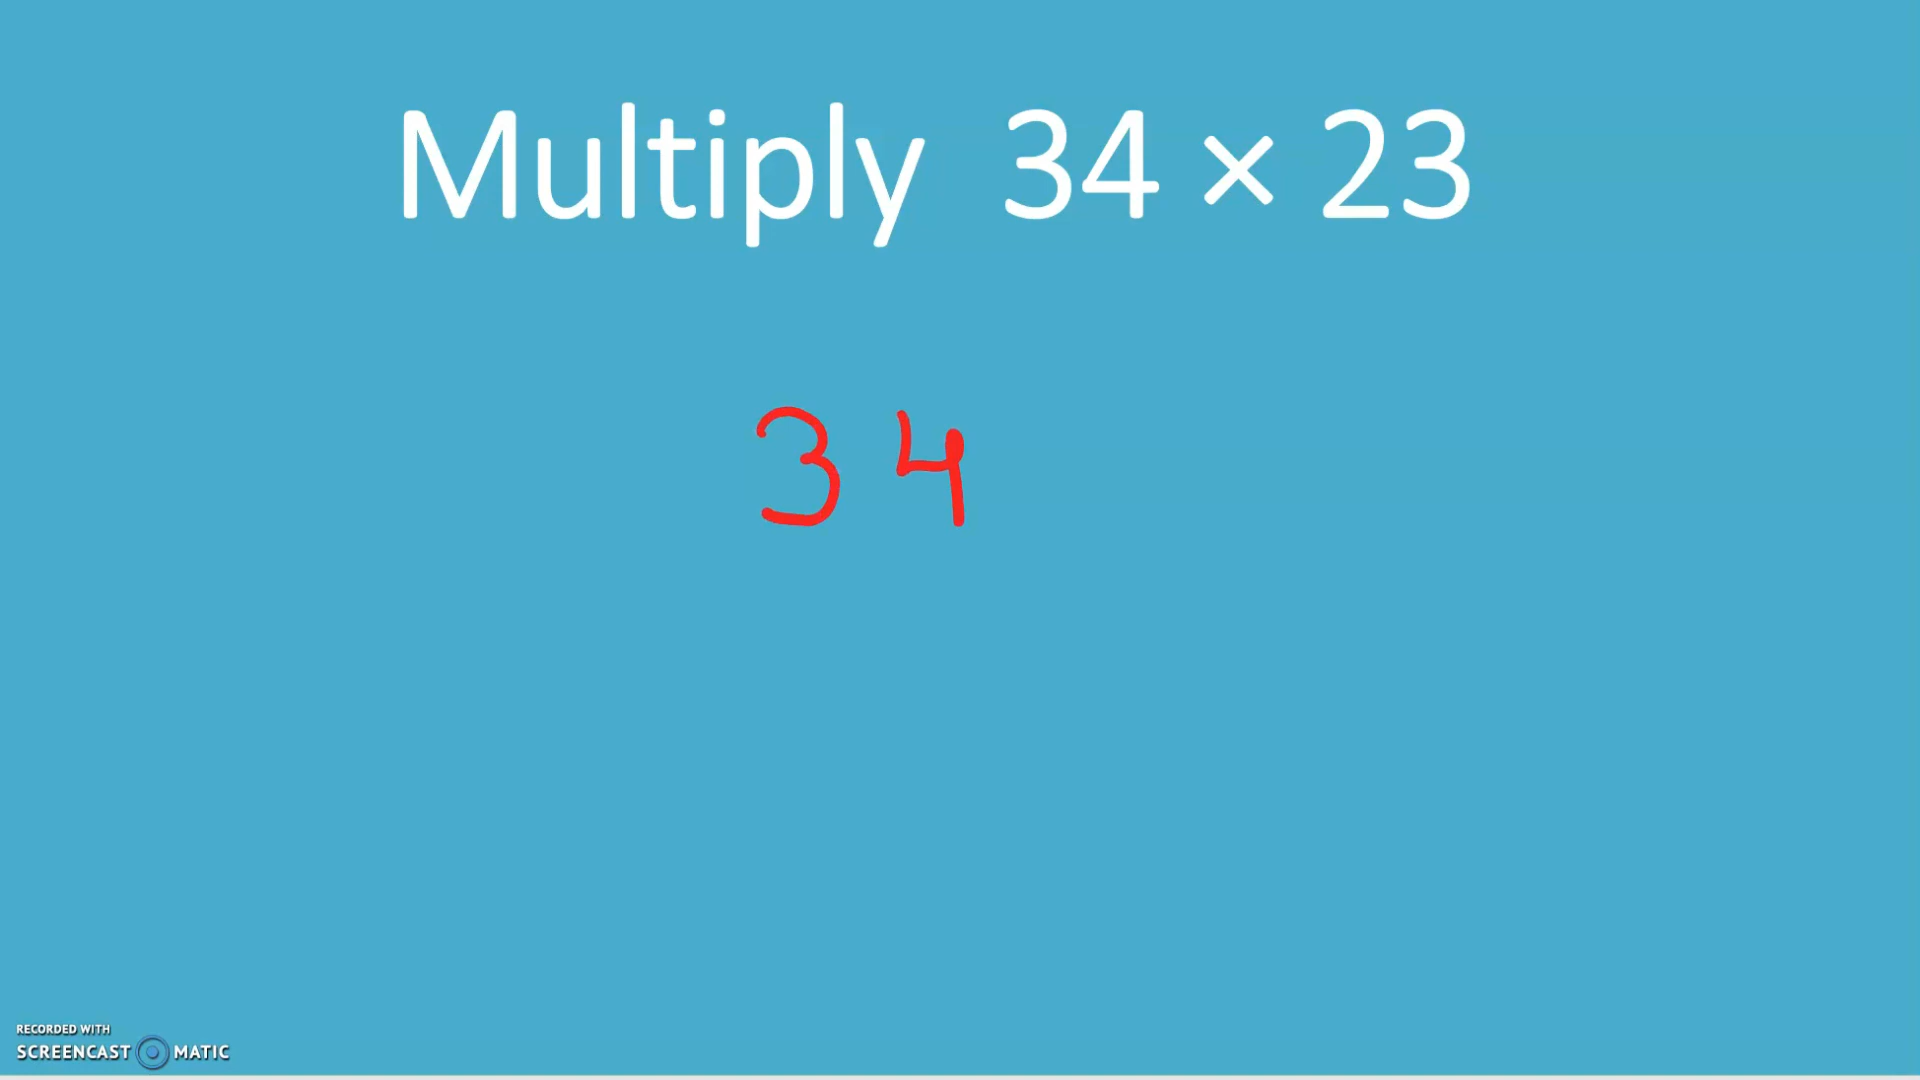 Multiply 34 × 23
34
RECORDED WITH
SCREENCAST MATIC